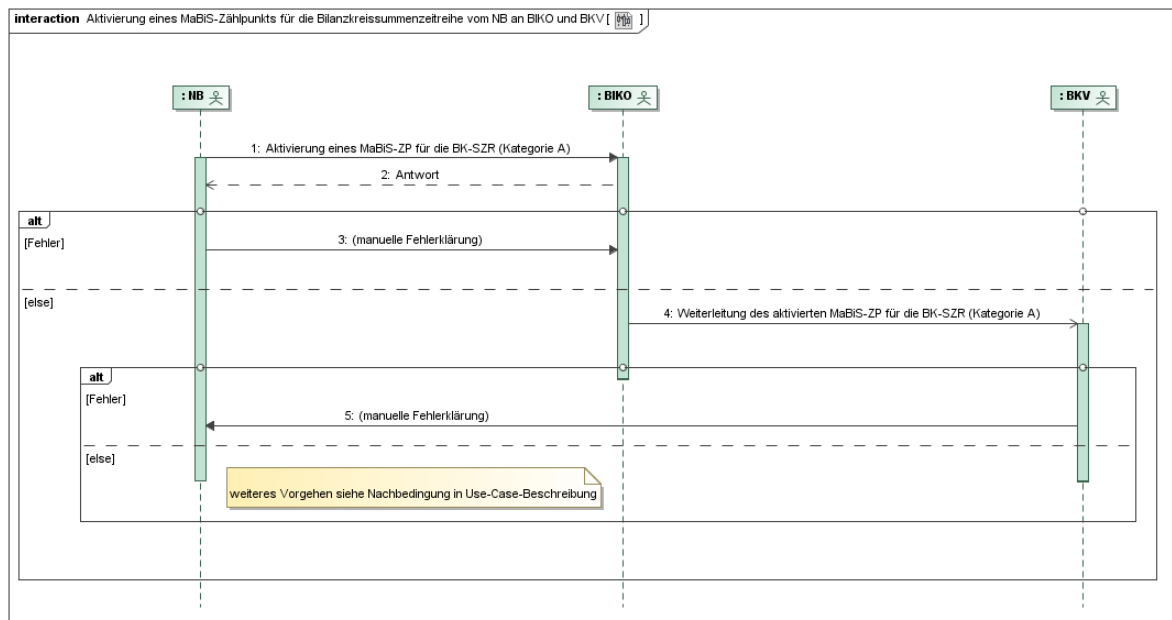 interaction Aktivierung eines MaBiS-Zählpunkts für die Bilanzkreissummenzeitreihe vom NB an BIKO und BKV [ ]
: NB
: BIKO
: BKV
1: Aktivierung eines MaBiS-ZP für die BK-SZR (Kategorie A)
2: Antwort
alt
[Fehler]
3: (manuelle Fehlerklärung)
[else]
4: Weiterleitung des aktivierten MaBiS-ZP für die BK-SZR (Kategorie A)
alt
[Fehler]
5: (manuelle Fehlerklärung)
[else]
weiteres Vorgehen siehe Nachbedingung in Use-Case-Beschreibung